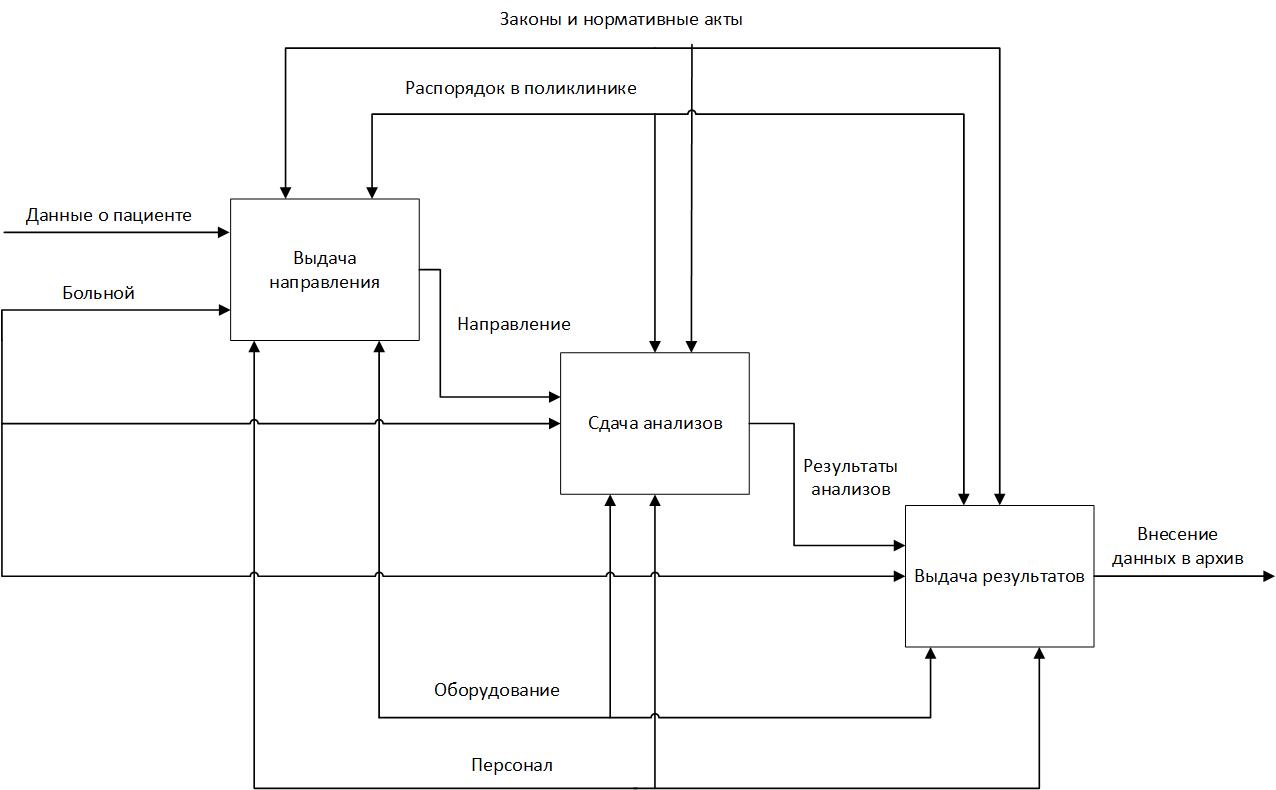 Законы и нормативные акты
Распорядок в поликлинике
Данные о пациенте
Выдача
направления
Больной
Направление
Сдача анализов
Результаты
анализов
Внесение
данных в архив
Выдача результатов
Оборудование
Персонал